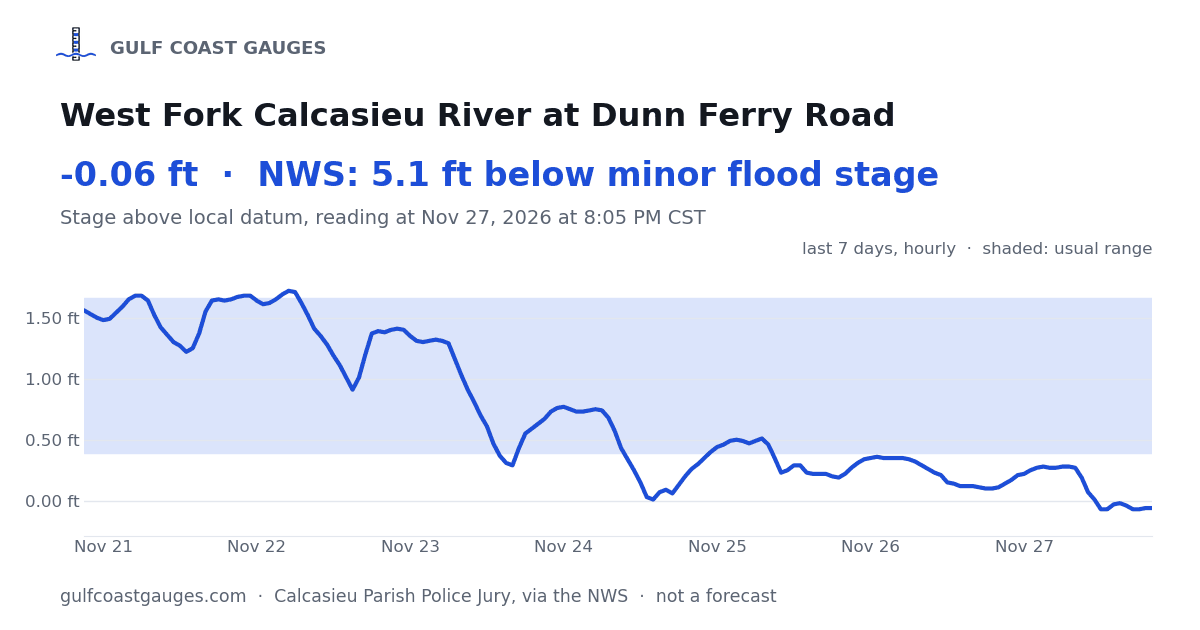 GULF COAST GAUGES
West Fork Calcasieu River at Dunn Ferry Road
-0.06 ft · NWS: 5.1 ft below minor flood stage
Stage above local datum, reading at Nov 27, 2026 at 8:05 PM CST
last 7 days, hourly · shaded: usual range
1.50 ft
1.00 ft
0.50 ft
0.00 ft
Nov 21 Nov 22 Nov 23 Nov 24 Nov 25 Nov 26 Nov 27
gulfcoastgauges.com · Calcasieu Parish Police Jury, via the NWS · not a forecast